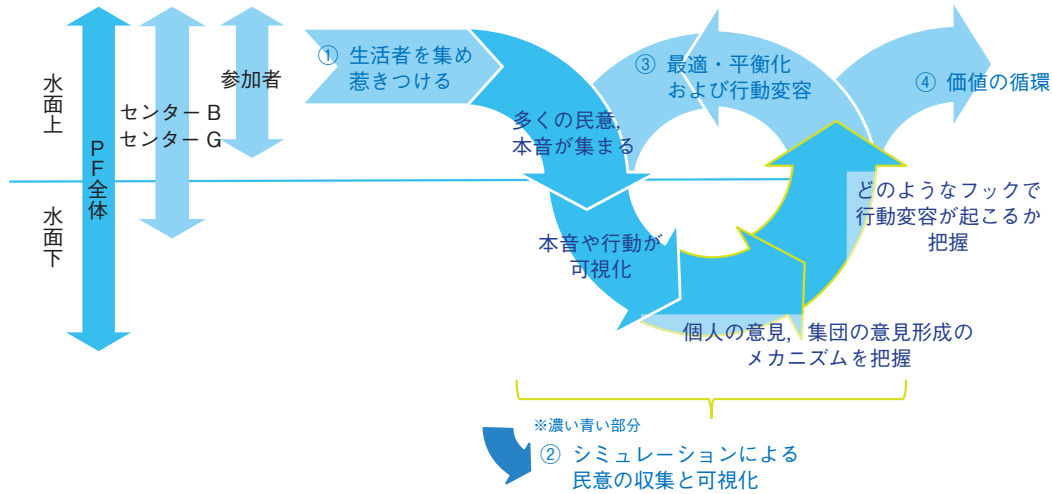 水面上
水面下
PF全体
センター B
センター G
参加者
① 生活者を集め
惹きつける
多くの民意，
本音が集まる
本音や行動が
可視化
個人の意見，集団の意見形成の
メカニズムを把握
どのようなフックで
行動変容が起こるか
把握
③ 最適・平衡化
および行動変容
④ 価値の循環
※濃い青い部分
② シミュレーションによる
民意の収集と可視化